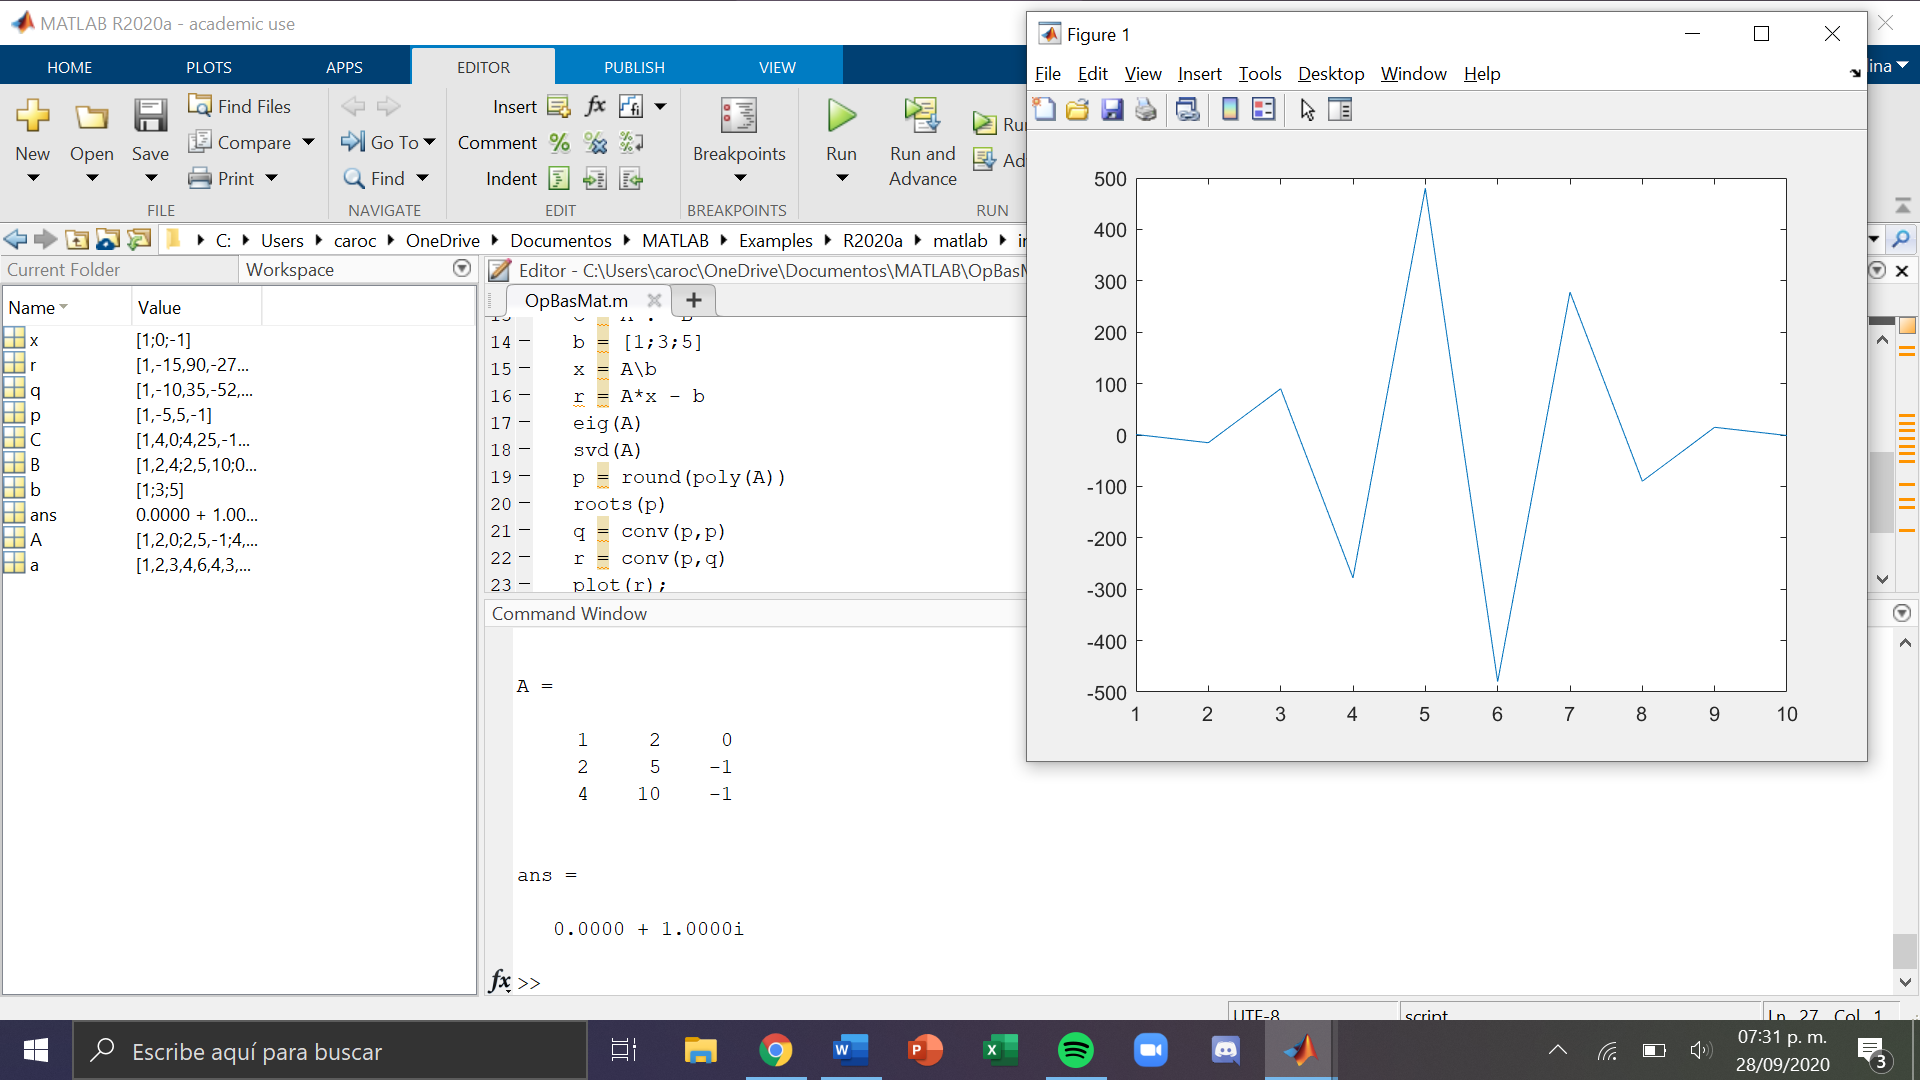 MATLAB R2020a - academic use
HOME PLOTS APPS EDITOR PUBLISH VIEW
New Open Save
Find Files
Compare
Print
FILE
Go To
Find
NAVIGATE
Insert
Comment
Indent
EDIT
fx
Breakpoints
BREAKPOINTS
Run
Run and
Advance
RUN
C: Users caroc OneDrive Documentos MATLAB Examples R2020a matlab
Current Folder Workspace
Name Value
x [1;0;-1]
r [1,-15,90,-27...
q [1,-10,35,-52,...
p [1,-5,5,-1]
C [1,4,0;4,25,-1...
B [1,2,4;2,5,10;0...
b [1;3;5]
ans 0.0000 + 1.00...
A [1,2,0;2,5,-1;4,...
a [1,2,3,4,6,4,3,...
Editor - C:\Users\caroc\OneDrive\Documentos\MATLAB\OpBasM
OpBasMat.m
14 b = [1;3;5]
15 x = A\b
16 r = A*x - b
17 eig(A)
18 svd(A)
19 p = round(poly(A))
20 roots(p)
21 q = conv(p,p)
22 r = conv(p,q)
23 plot(r);
Command Window
A =
1 2 0
2 5 -1
4 10 -1
ans =
0.0000 + 1.0000i
fx >>
Figure 1
File Edit View Insert Tools Desktop Window Help
500
400
300
200
100
0
-100
-200
-300
-400
-500
1 2 3 4 5 6 7 8 9 10
UTF-8 script Ln 27 Col 1
Escribe aquí para buscar
07:31 p. m.
28/09/2020
3